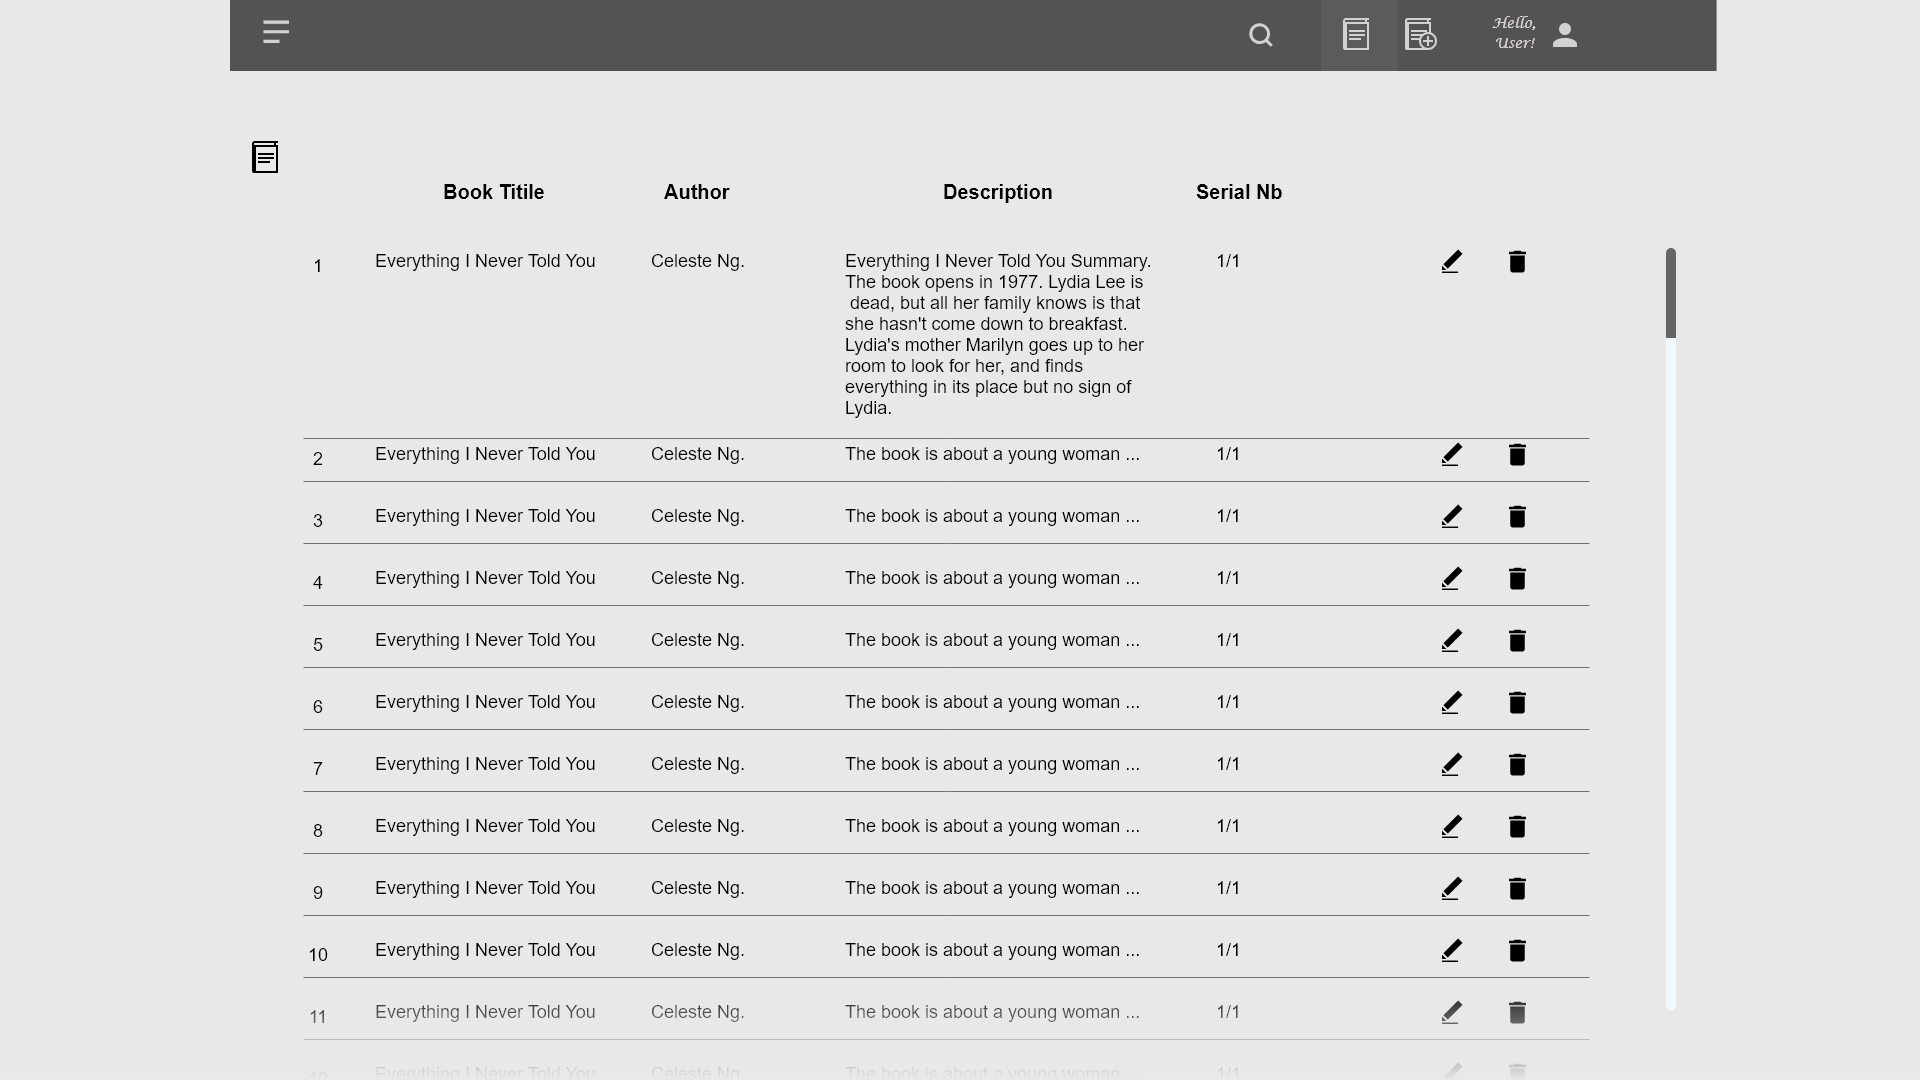 Hello,
User!
Book Titile Author Description Serial Nb
1 Everything I Never Told You Celeste Ng. Everything I Never Told You Summary. 1/1
The book opens in 1977. Lydia Lee is
dead, but all her family knows is that
she hasn't come down to breakfast.
Lydia's mother Marilyn goes up to her
room to look for her, and finds
everything in its place but no sign of
Lydia.
2 Everything I Never Told You Celeste Ng. The book is about a young woman ... 1/1
3 Everything I Never Told You Celeste Ng. The book is about a young woman ... 1/1
4 Everything I Never Told You Celeste Ng. The book is about a young woman ... 1/1
5 Everything I Never Told You Celeste Ng. The book is about a young woman ... 1/1
6 Everything I Never Told You Celeste Ng. The book is about a young woman ... 1/1
7 Everything I Never Told You Celeste Ng. The book is about a young woman ... 1/1
8 Everything I Never Told You Celeste Ng. The book is about a young woman ... 1/1
9 Everything I Never Told You Celeste Ng. The book is about a young woman ... 1/1
10 Everything I Never Told You Celeste Ng. The book is about a young woman ... 1/1
11 Everything I Never Told You Celeste Ng. The book is about a young woman ... 1/1
12 Everything I Never Told You Celeste Ng. The book is about a young woman ... 1/1